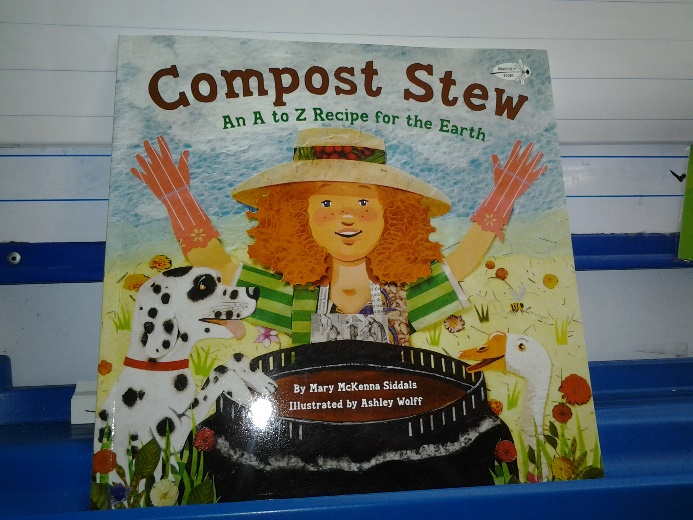 Compost Stew
An A to Z Recipe for the Earth
By Mary McKenna Siddals
Illustrated by Ashley Wolff